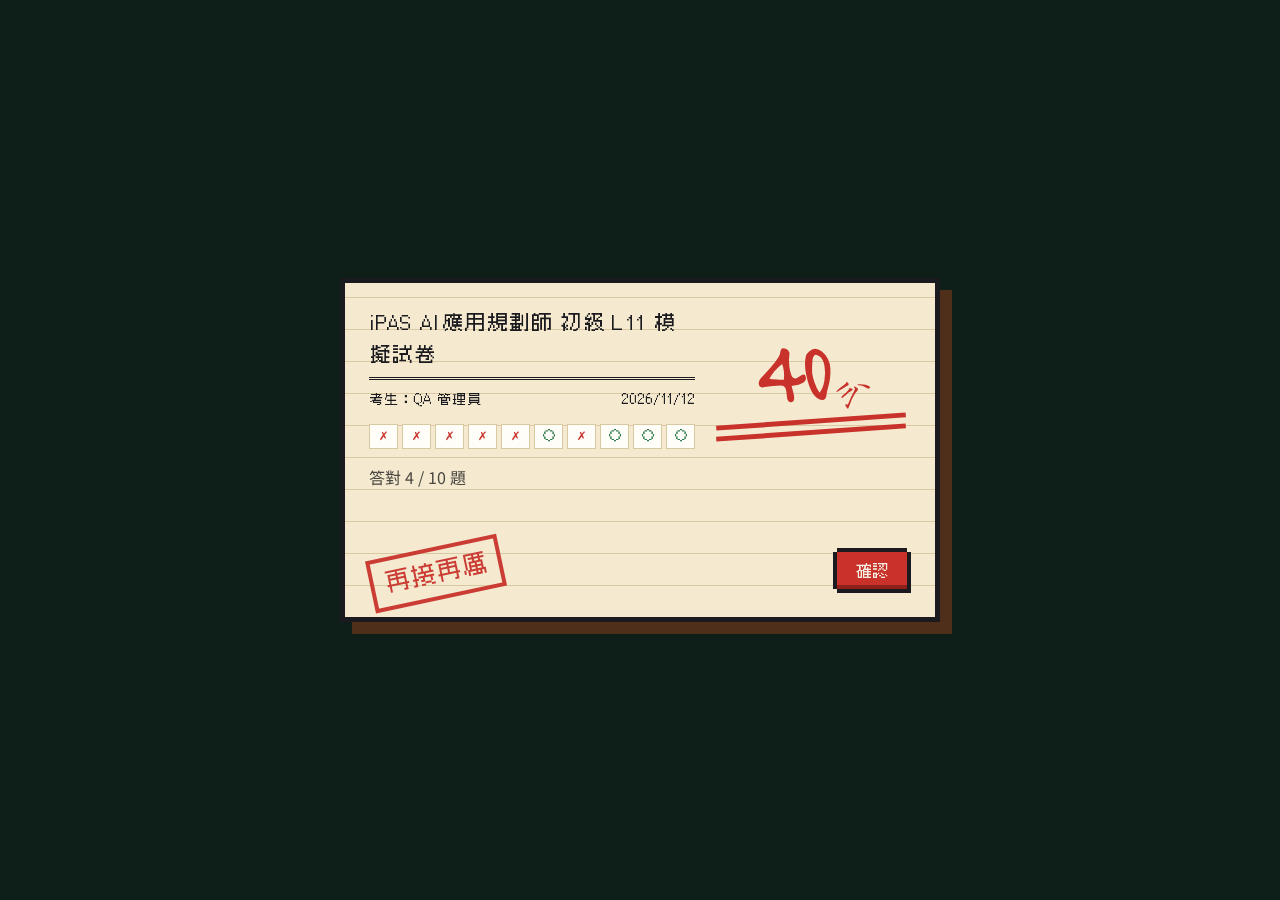 iPAS AI應用規劃師 初級 L11 模
擬試卷
40分
考生：QA 管理員 2026/11/12
✗ ✗ ✗ ✗ ✗ ○ ✗ ○ ○ ○
答對 4 / 10 題
再接再厲
確認